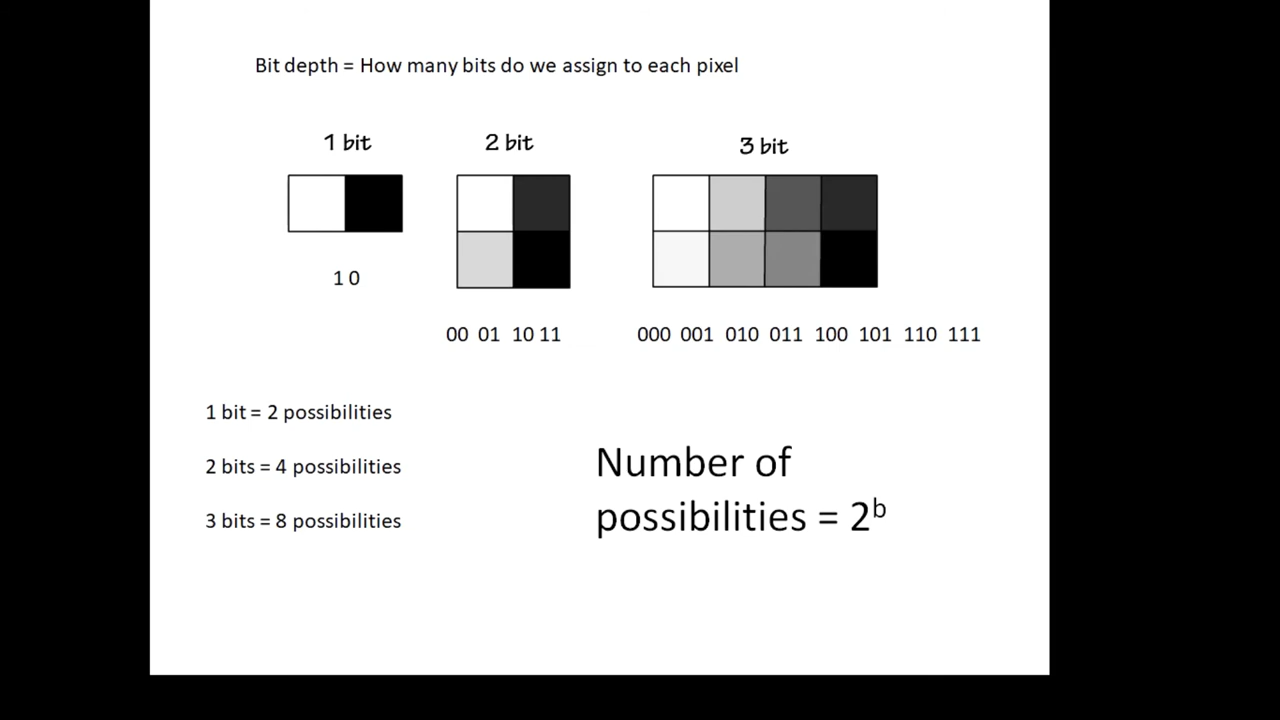 Bit depth = How many bits do we assign to each pixel
1 bit
2 bit
3 bit
1 0
00 01 10 11
000 001 010 011 100 101 110 111
1 bit = 2 possibilities
2 bits = 4 possibilities
3 bits = 8 possibilities
Number of
possibilities = 2ᵇ